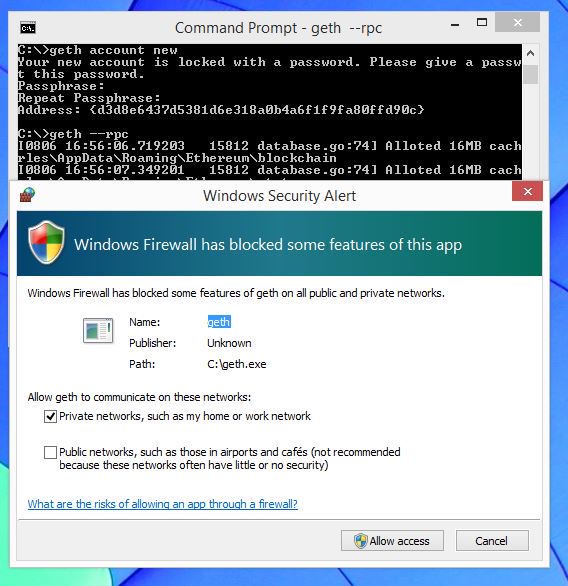 Command Prompt - geth  --rpc
C:\>geth account new
Your new account is locked with a password. Please give a passw
t this password.
Passphrase:
Repeat Passphrase:
Address: {d3d8e6437d5381d6e318a0b4a6f1f9fa80ffd90c}
C:\>geth --rpc
I0806 16:56:06.719203   15812 database.go:74] Alloted 16MB cach
rles\AppData\Roaming\Ethereum\blockchain
I0806 16:56:07.349201   15812 database.go:74] Alloted 16MB cach
Windows Security Alert
Windows Firewall has blocked some features of this app
Windows Firewall has blocked some features of geth on all public and private networks.
Name: geth
Publisher: Unknown
Path: C:\geth.exe
Allow geth to communicate on these networks:
Private networks, such as my home or work network
Public networks, such as those in airports and cafés (not recommended
because these networks often have little or no security)
What are the risks of allowing an app through a firewall?
Allow access
Cancel